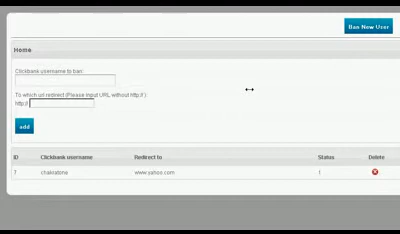 Ban New User
Home
Clickbank username to ban:
To which url redirect (Please input URL without http:// ):
http://
add
ID Clickbank username Redirect to Status Delete
7 www.yahoo.com 1